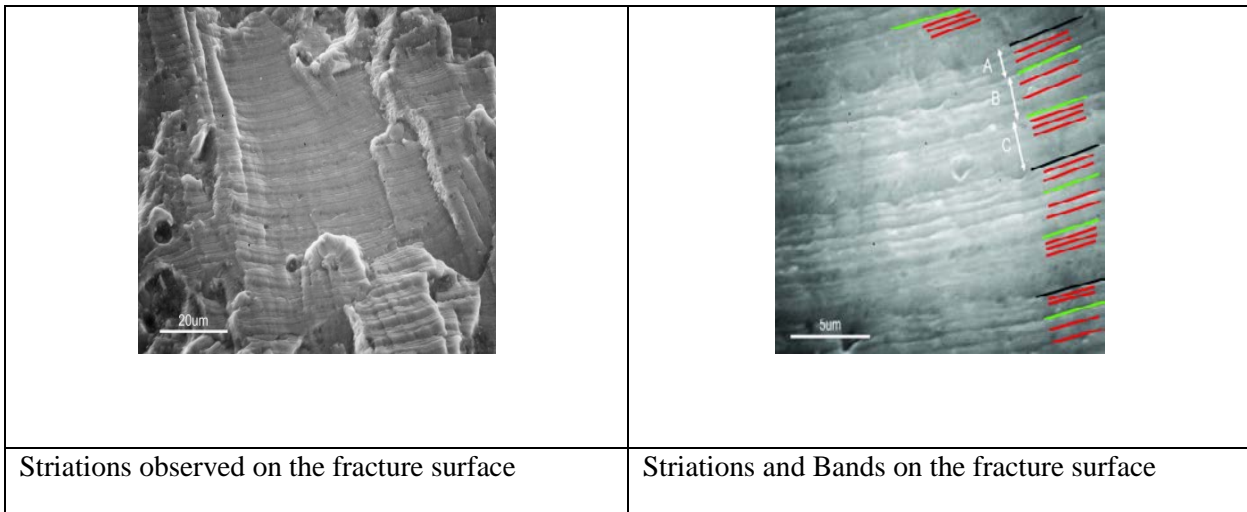 A
B
C
20um
5um
Striations observed on the fracture surface
Striations and Bands on the fracture surface